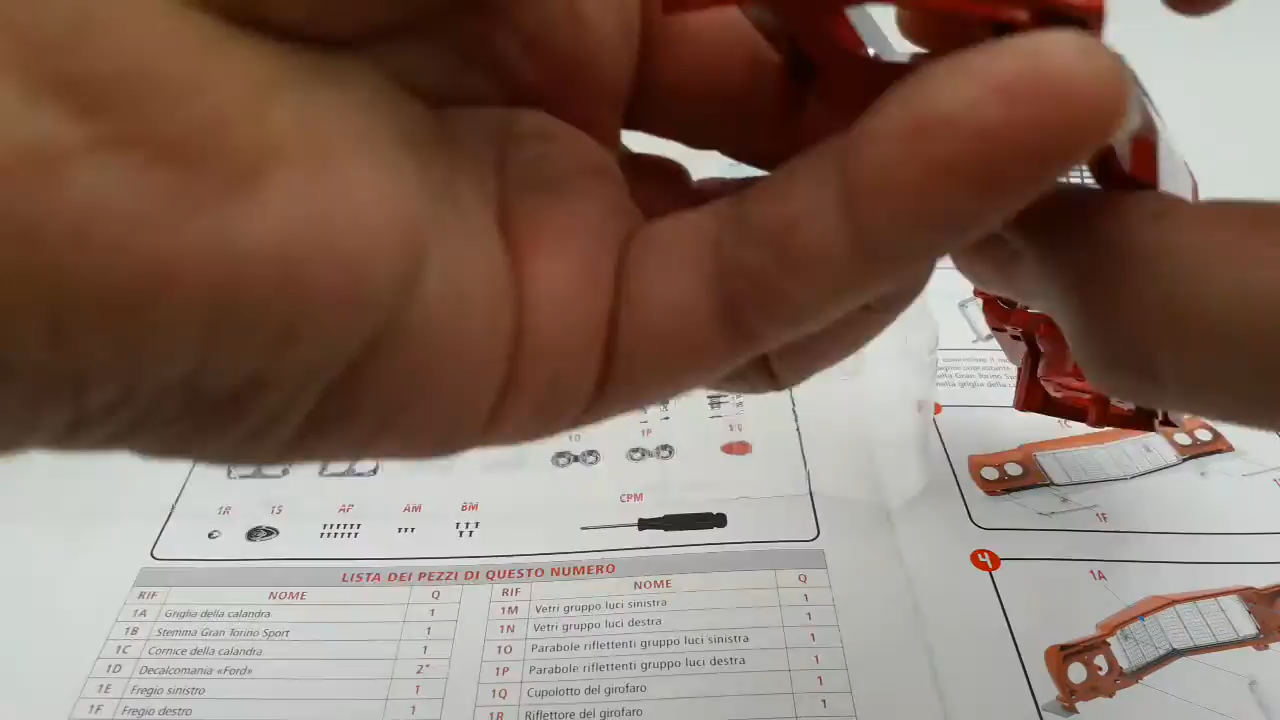 1O 1P 1Q
1R 1S AP AM BM CPM
LISTA DEI PEZZI DI QUESTO NUMERO
RIF NOME Q
1A Griglia della calandra 1
1B Stemma Gran Torino Sport 1
1C Cornice della calandra 1
1D Decalcomania «Ford» 2*
1E Fregio sinistro 1
1F Fregio destro 1
RIF NOME Q
1M Vetri gruppo luci sinistra 1
1N Vetri gruppo luci destra 1
1O Parabole riflettenti gruppo luci sinistra 1
1P Parabole riflettenti gruppo luci destra 1
1Q Cupolotto del girofaro 1
1R Riflettore del girofaro 1
1C
1F
4
1A